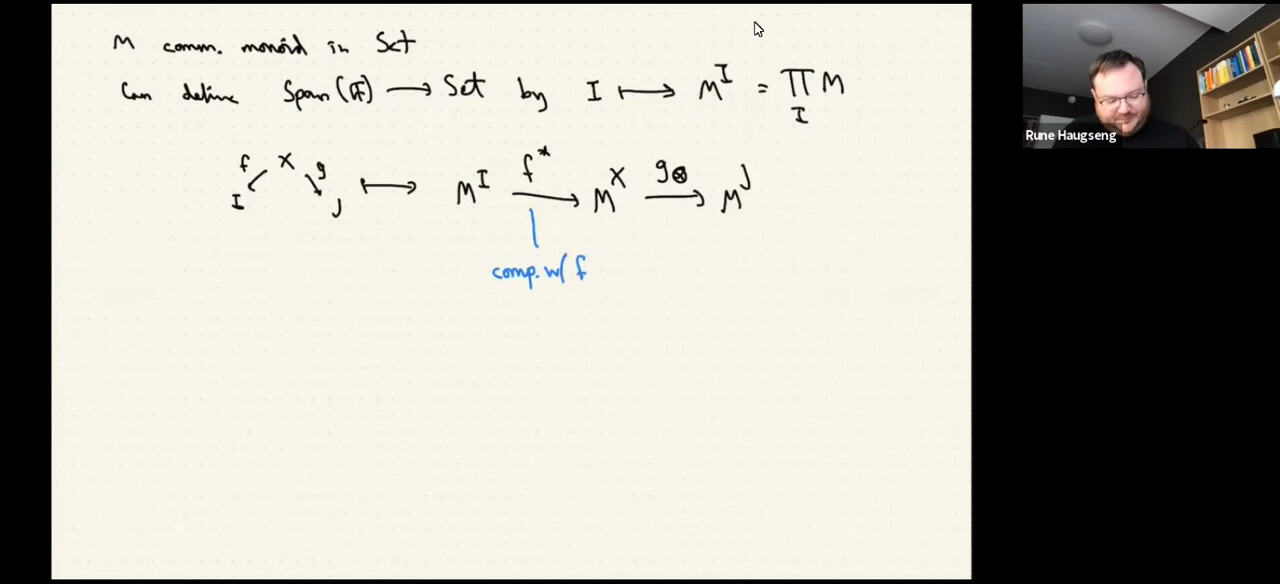 M comm. monoid in Set
Can define Span(𝔽) ⟶ Set by I ⟼ M^I = ∏_I M
I ←f X →g J ⟼ M^I —f*→ M^X —g⊗→ M^J
comp. w/ f
Rune Haugseng